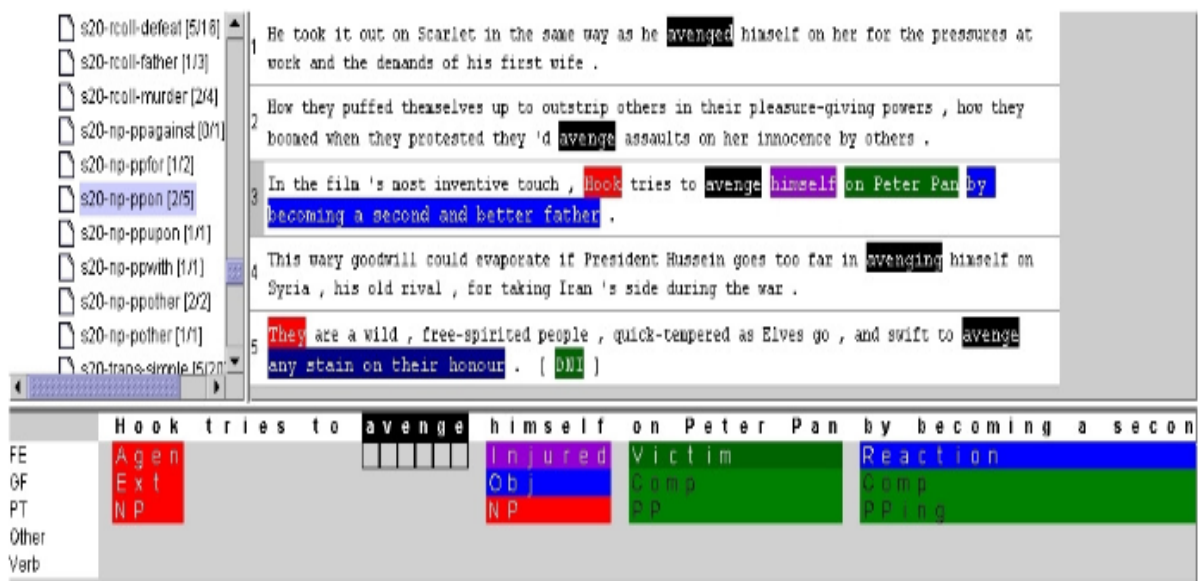 s20-rcoll-defeat [5/16]
s20-rcoll-father [1/3]
s20-rcoll-murder [2/4]
s20-np-ppagainst [0/1]
s20-np-ppfor [1/2]
s20-np-ppon [2/5]
s20-np-ppupon [1/1]
s20-np-ppwith [1/1]
s20-np-ppother [2/2]
s20-np-pother [1/1]
s20-trans-simple [5/20]
1 He took it out on Scarlet in the same way as he avenged himself on her for the pressures at
work and the demands of his first wife .
2 How they puffed themselves up to outstrip others in their pleasure-giving powers , how they
boomed when they protested they 'd avenge assaults on her innocence by others .
3 In the film 's most inventive touch , Hook tries to avenge himself on Peter Pan by
becoming a second and better father .
4 This wary goodwill could evaporate if President Hussein goes too far in avenging himself on
Syria , his old rival , for taking Iran 's side during the war .
5 They are a wild , free-spirited people , quick-tempered as Elves go , and swift to avenge
any stain on their honour . [ DNI ]
Hook tries to avenge himself on Peter Pan by becoming a secon
FE Agen Injured Victim Reaction
GF Ext Obj Comp Comp
PT NP NP PP PPing
Other
Verb